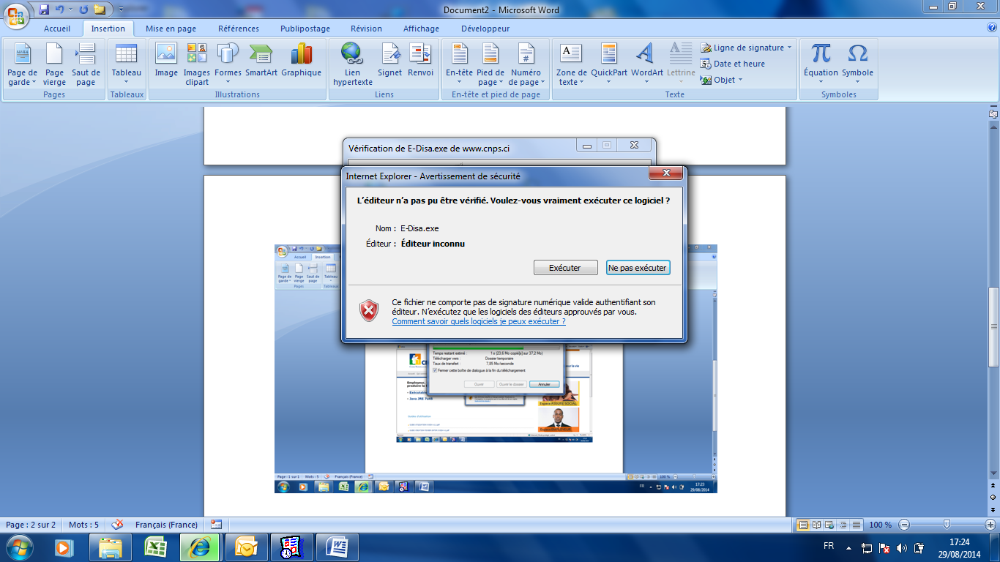 Document2 - Microsoft Word
Accueil Insertion Mise en page Références Publipostage Révision Affichage Développeur
Page de garde
Page vierge
Saut de page
Pages
Tableau
Tableaux
Image
Images clipart
Formes
SmartArt
Graphique
Illustrations
Lien hypertexte
Signet
Renvoi
Liens
En-tête
Pied de page
Numéro de page
En-tête et pied de page
Zone de texte
QuickPart
WordArt
Lettrine
Ligne de signature
Date et heure
Objet
Texte
Équation
Symbole
Symboles
Vérification de E-Disa.exe de www.cnps.ci
Internet Explorer - Avertissement de sécurité
L'éditeur n'a pas pu être vérifié. Voulez-vous vraiment exécuter ce logiciel ?
Nom : E-Disa.exe
Éditeur : Éditeur inconnu
Exécuter Ne pas exécuter
Ce fichier ne comporte pas de signature numérique valide authentifiant son
éditeur. N'exécutez que les logiciels des éditeurs approuvés par vous.
Comment savoir quels logiciels je peux exécuter ?
Accueil Insertion
Page de garde
Page vierge
Saut de page
Tableau
Pages
Tableaux
Temps restant estimé : 1 s (23,6 Mo copié[s] sur 37,2 Mo)
Télécharger vers : Dossier temporaire
Taux de transfert : 7,85 Mo/seconde
Fermer cette boîte de dialogue à la fin du téléchargement
Ouvrir Ouvrir le dossier Annuler
Employeur,
produire la
Exécutable
Java JRE 7u45
Espace ASSURE SOCIAL
Guides d'utilisation
Page : 1 sur 1 Mots : 5 Français (France) 100 %
FR 17:23
29/08/2014
Page : 2 sur 2 Mots : 5 Français (France) 100 %
FR 17:24
29/08/2014